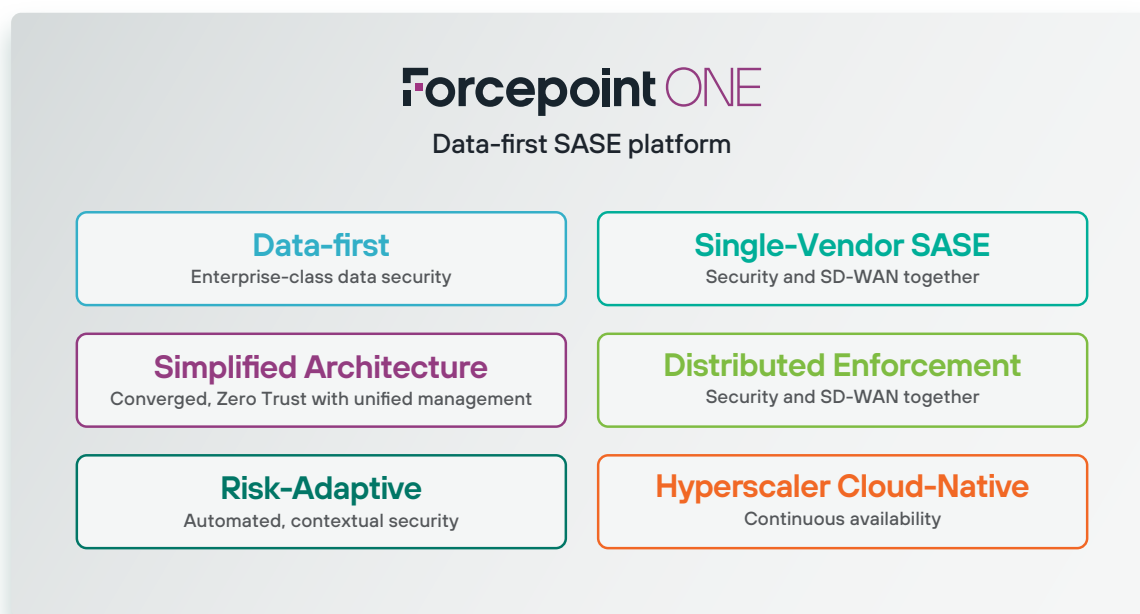 Forcepoint ONE
Data-first SASE platform
Data-first
Enterprise-class data security
Single-Vendor SASE
Security and SD-WAN together
Simplified Architecture
Converged, Zero Trust with unified management
Distributed Enforcement
Security and SD-WAN together
Risk-Adaptive
Automated, contextual security
Hyperscaler Cloud-Native
Continuous availability